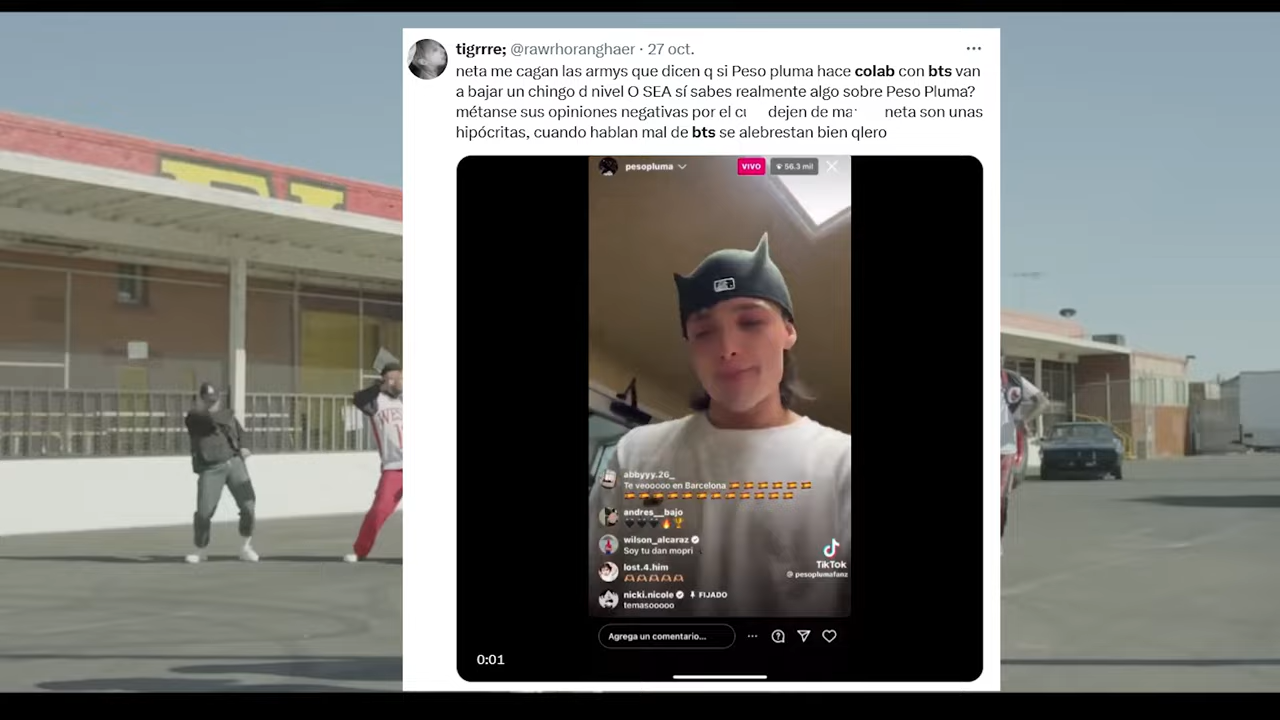 tigrrre; @rawrhoranghaer · 27 oct.
neta me cagan las armys que dicen q si Peso pluma hace colab con bts van
a bajar un chingo d nivel O SEA sí sabes realmente algo sobre Peso Pluma?
métanse sus opiniones negativas por el cu dejen de ma neta son unas
hipócritas, cuando hablan mal de bts se alebrestan bien qlero
pesopluma
VIVO
56.3 mil
abbyyy.26_
Te veooooo en Barcelona
andres__bajo
wilson_alcaraz
Soy tu dan mopri
lost.4.him
nicki.nicole FIJADO
temasooooo
TikTok
@ pesoplumafanz
Agrega un comentario...
0:01